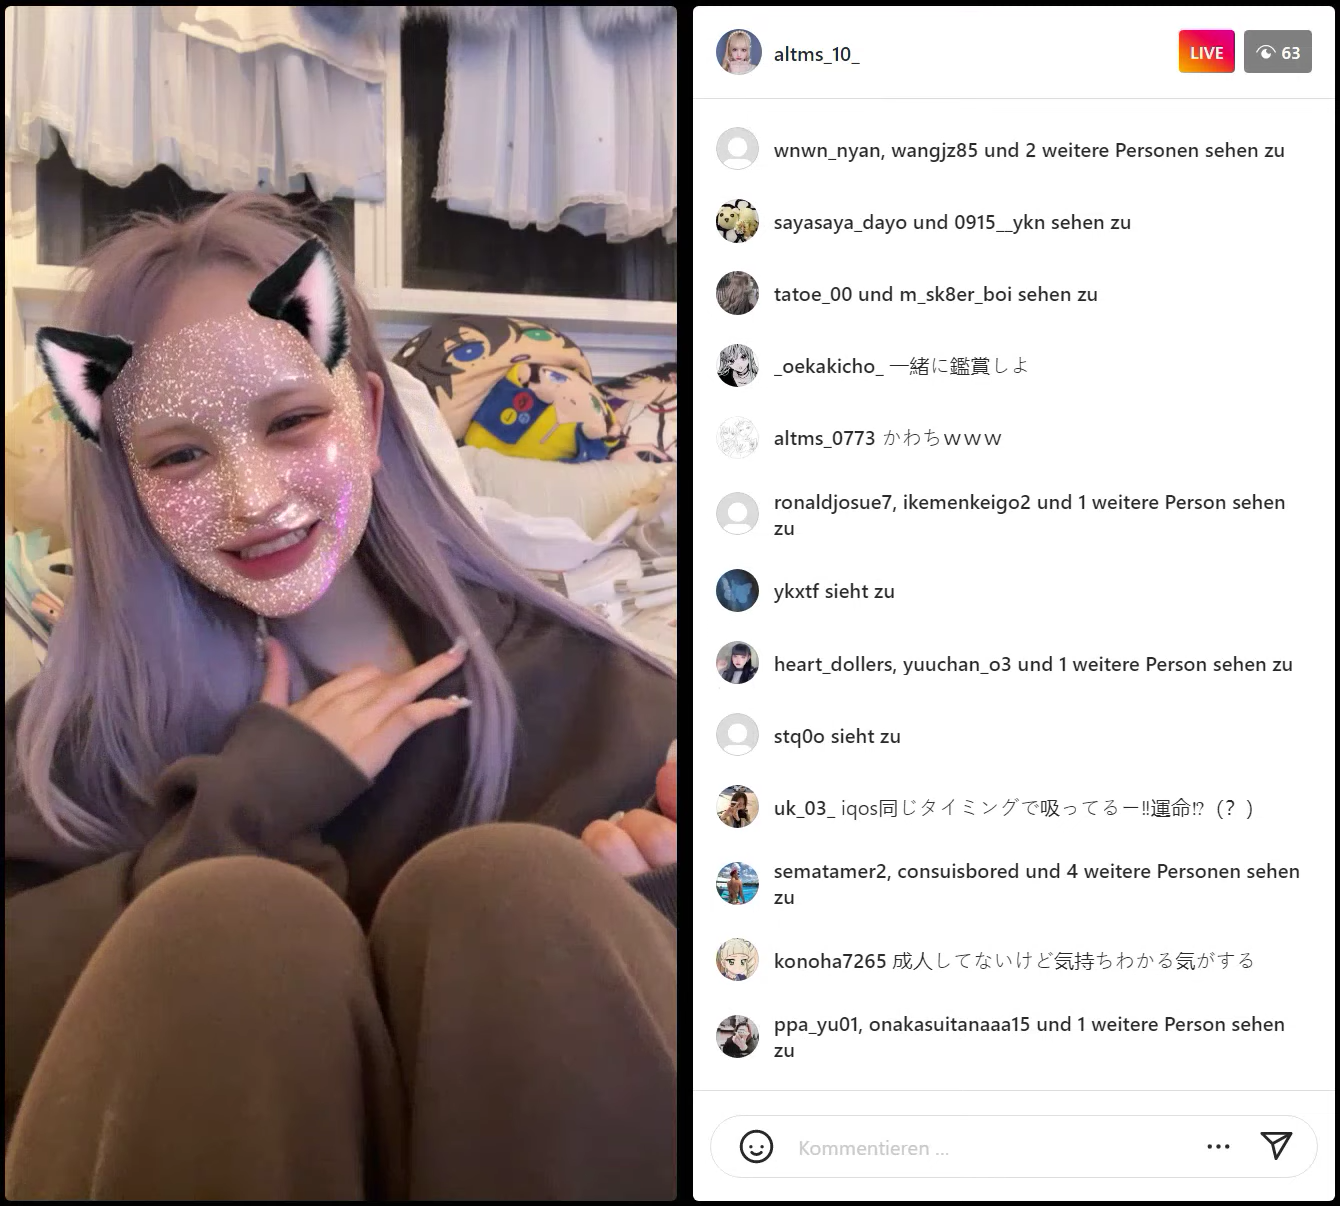 altms_10_
LIVE
63
wnwn_nyan, wangjz85 und 2 weitere Personen sehen zu
sayasaya_dayo und 0915__ykn sehen zu
tatoe_00 und m_sk8er_boi sehen zu
_oekakicho_ 一緒に鑑賞しよ
altms_0773 かわちｗｗｗ
ronaldjosue7, ikemenkeigo2 und 1 weitere Person sehen
zu
ykxtf sieht zu
heart_dollers, yuuchan_o3 und 1 weitere Person sehen zu
stq0o sieht zu
uk_03_ iqos同じタイミングで吸ってるー‼運命⁉（？）
sematamer2, consuisbored und 4 weitere Personen sehen
zu
konoha7265 成人してないけど気持ちわかる気がする
ppa_yu01, onakasuitanaaa15 und 1 weitere Person sehen
zu
Kommentieren ...